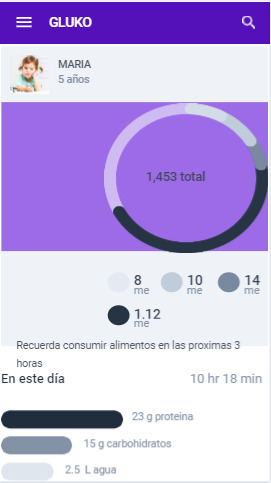 GLUKO
MARIA
5 años
1,453 total
8 10 14
me me me
1.12
me
Recuerda consumir alimentos en las proximas 3
horas
En este día 10 hr 18 min
23 g proteina
15 g carbohidratos
2.5 L agua